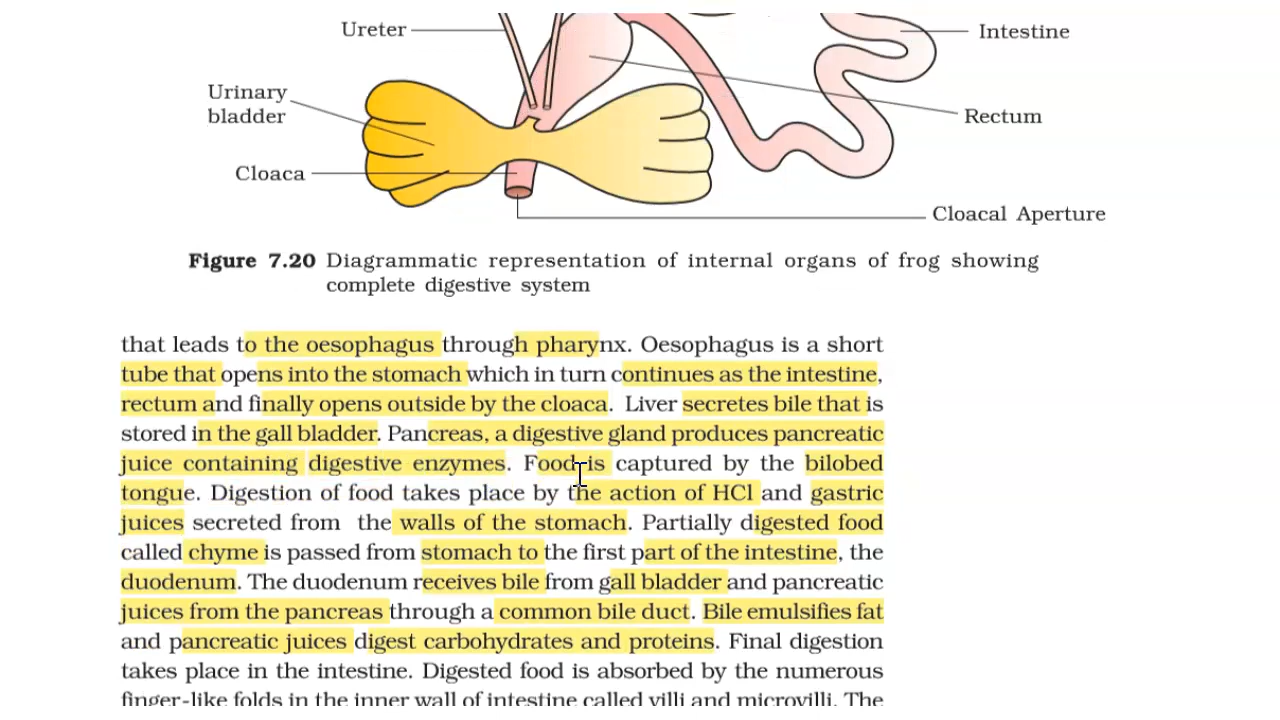 Ureter
Intestine
Urinary
bladder
Rectum
Cloaca
Cloacal Aperture
Figure 7.20 Diagrammatic representation of internal organs of frog showing
complete digestive system
that leads to the oesophagus through pharynx. Oesophagus is a short
tube that opens into the stomach which in turn continues as the intestine,
rectum and finally opens outside by the cloaca. Liver secretes bile that is
stored in the gall bladder. Pancreas, a digestive gland produces pancreatic
juice containing digestive enzymes. Food is captured by the bilobed
tongue. Digestion of food takes place by the action of HCl and gastric
juices secreted from the walls of the stomach. Partially digested food
called chyme is passed from stomach to the first part of the intestine, the
duodenum. The duodenum receives bile from gall bladder and pancreatic
juices from the pancreas through a common bile duct. Bile emulsifies fat
and pancreatic juices digest carbohydrates and proteins. Final digestion
takes place in the intestine. Digested food is absorbed by the numerous
finger-like folds in the inner wall of intestine called villi and microvilli. The